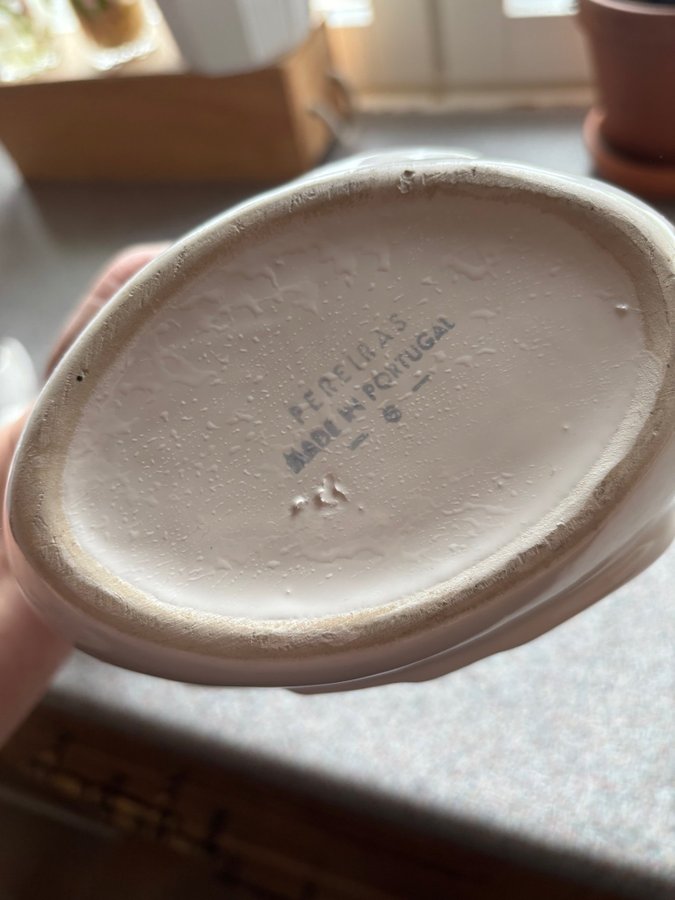 PEREIRAS
MADE IN PORTUGAL
— 6 —